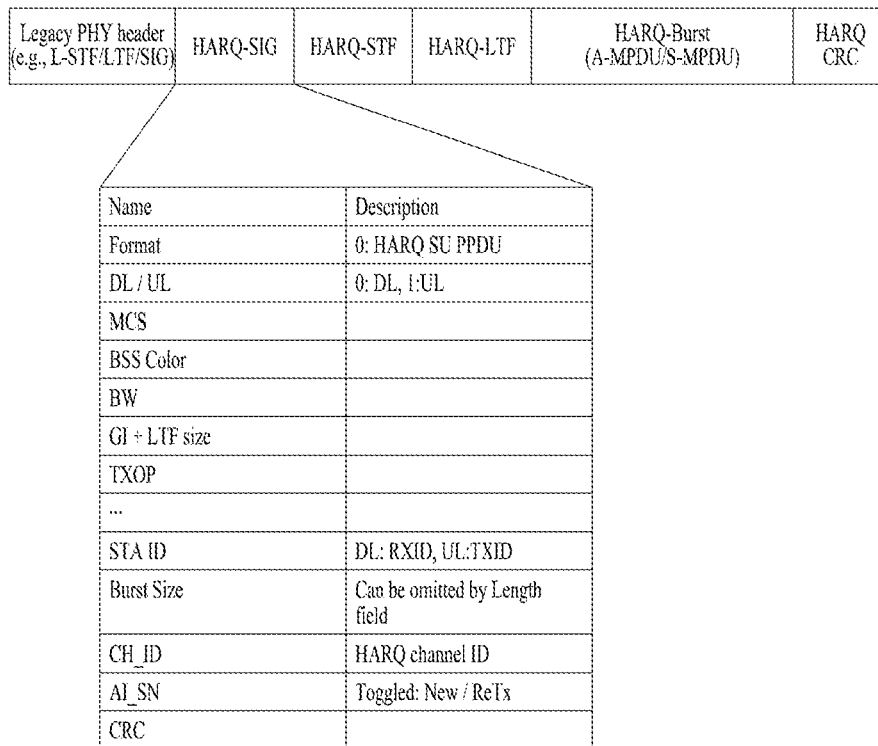 Legacy PHY header
(e.g., L-STF/LTF/SIG)
HARQ-SIG
HARQ-STF
HARQ-LTF
HARQ-Burst
(A-MPDU/S-MPDU)
HARQ
CRC
Name Description
Format 0: HARQ SU PPDU
DL / UL 0: DL, 1:UL
MCS
BSS Color
BW
GI + LTF size
TXOP
...
STA ID DL: RXID, UL:TXID
Burst Size Can be omitted by Length
field
CH_ID HARQ channel ID
AI_SN Toggled: New / ReTx
CRC